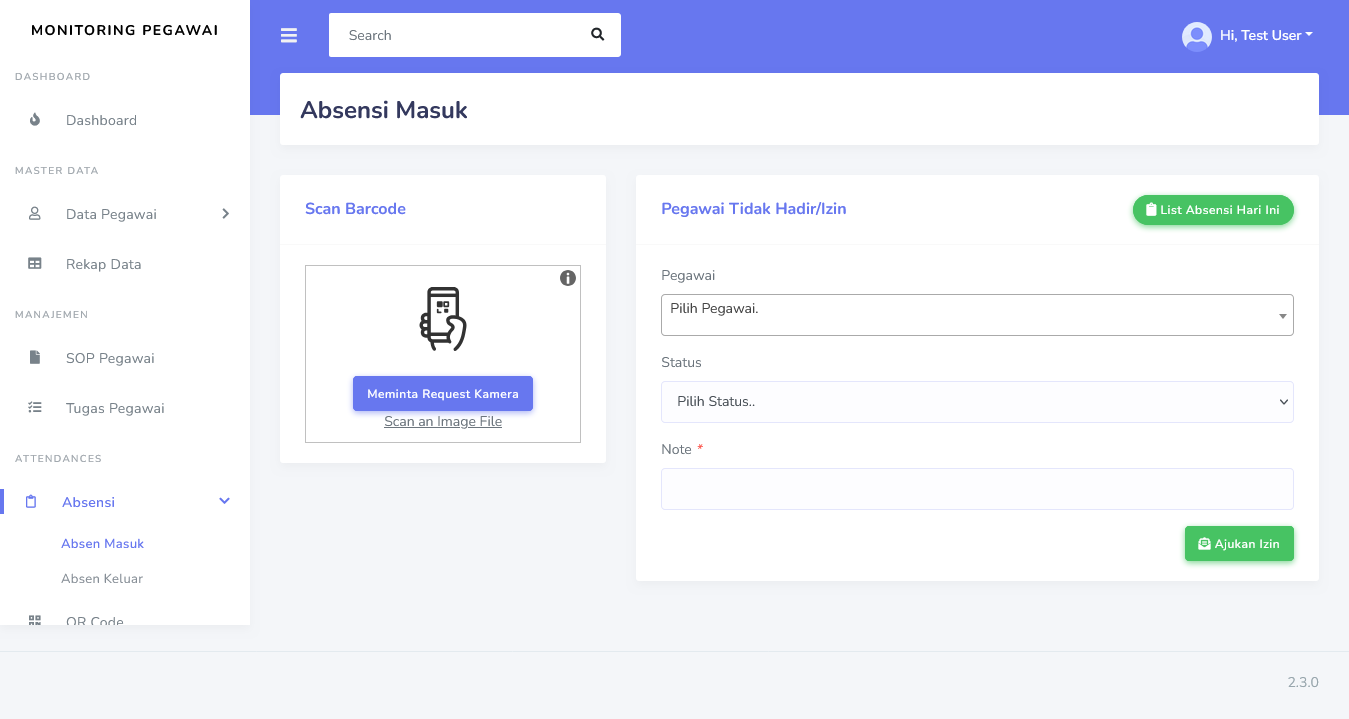 MONITORING PEGAWAI
DASHBOARD
Dashboard
MASTER DATA
Data Pegawai
Rekap Data
MANAJEMEN
SOP Pegawai
Tugas Pegawai
ATTENDANCES
Absensi
Absen Masuk
Absen Keluar
QR Code
Search
Hi, Test User
Absensi Masuk
Scan Barcode
Meminta Request Kamera
Scan an Image File
Pegawai Tidak Hadir/Izin
List Absensi Hari Ini
Pegawai
Pilih Pegawai.
Status
Pilih Status..
Note *
Ajukan Izin
2.3.0